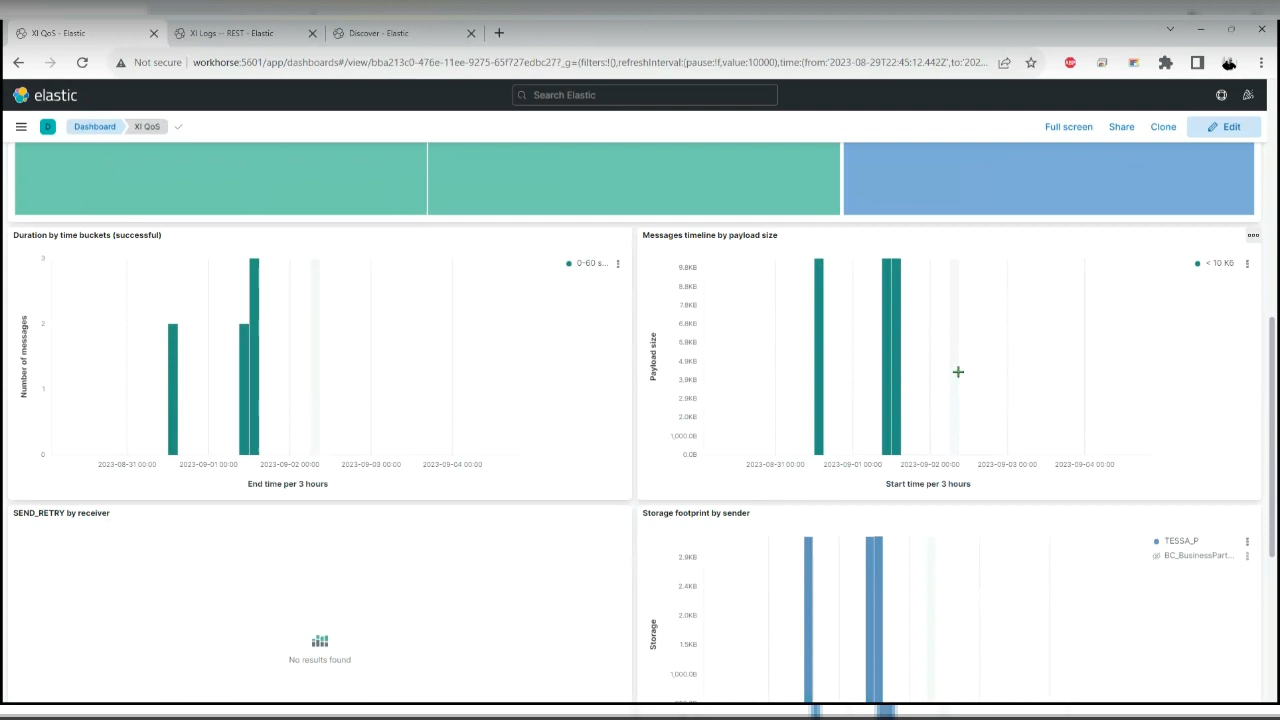 XI QoS - Elastic
XI Logs -- REST - Elastic
Discover - Elastic
Not secure
workhorse:5601/app/dashboards#/view/bba213c0-476e-11ee-9275-65f727edbc27?_g=(filters:!(),refreshInterval:(pause:!f,value:10000),time:(from:'2023-08-29T22:45:12.442Z',to:'202...
ABP
elastic
Search Elastic
D
Dashboard
XI QoS
Full screen
Share
Clone
Edit
Duration by time buckets (successful)
3
2
1
0
Number of messages
0-60 s...
2023-08-31 00:00
2023-09-01 00:00
2023-09-02 00:00
2023-09-03 00:00
2023-09-04 00:00
End time per 3 hours
Messages timeline by payload size
9.8KB
8.8KB
7.8KB
6.8KB
5.8KB
4.9KB
3.9KB
2.9KB
2.0KB
1,000.0B
0.0B
Payload size
< 10 K6
2023-08-31 00:00
2023-09-01 00:00
2023-09-02 00:00
2023-09-03 00:00
2023-09-04 00:00
Start time per 3 hours
SEND_RETRY by receiver
No results found
Storage footprint by sender
2.9KB
2.4KB
2.0KB
1.5KB
1,000.0B
Storage
TESSA_P
BC_BusinessPart...